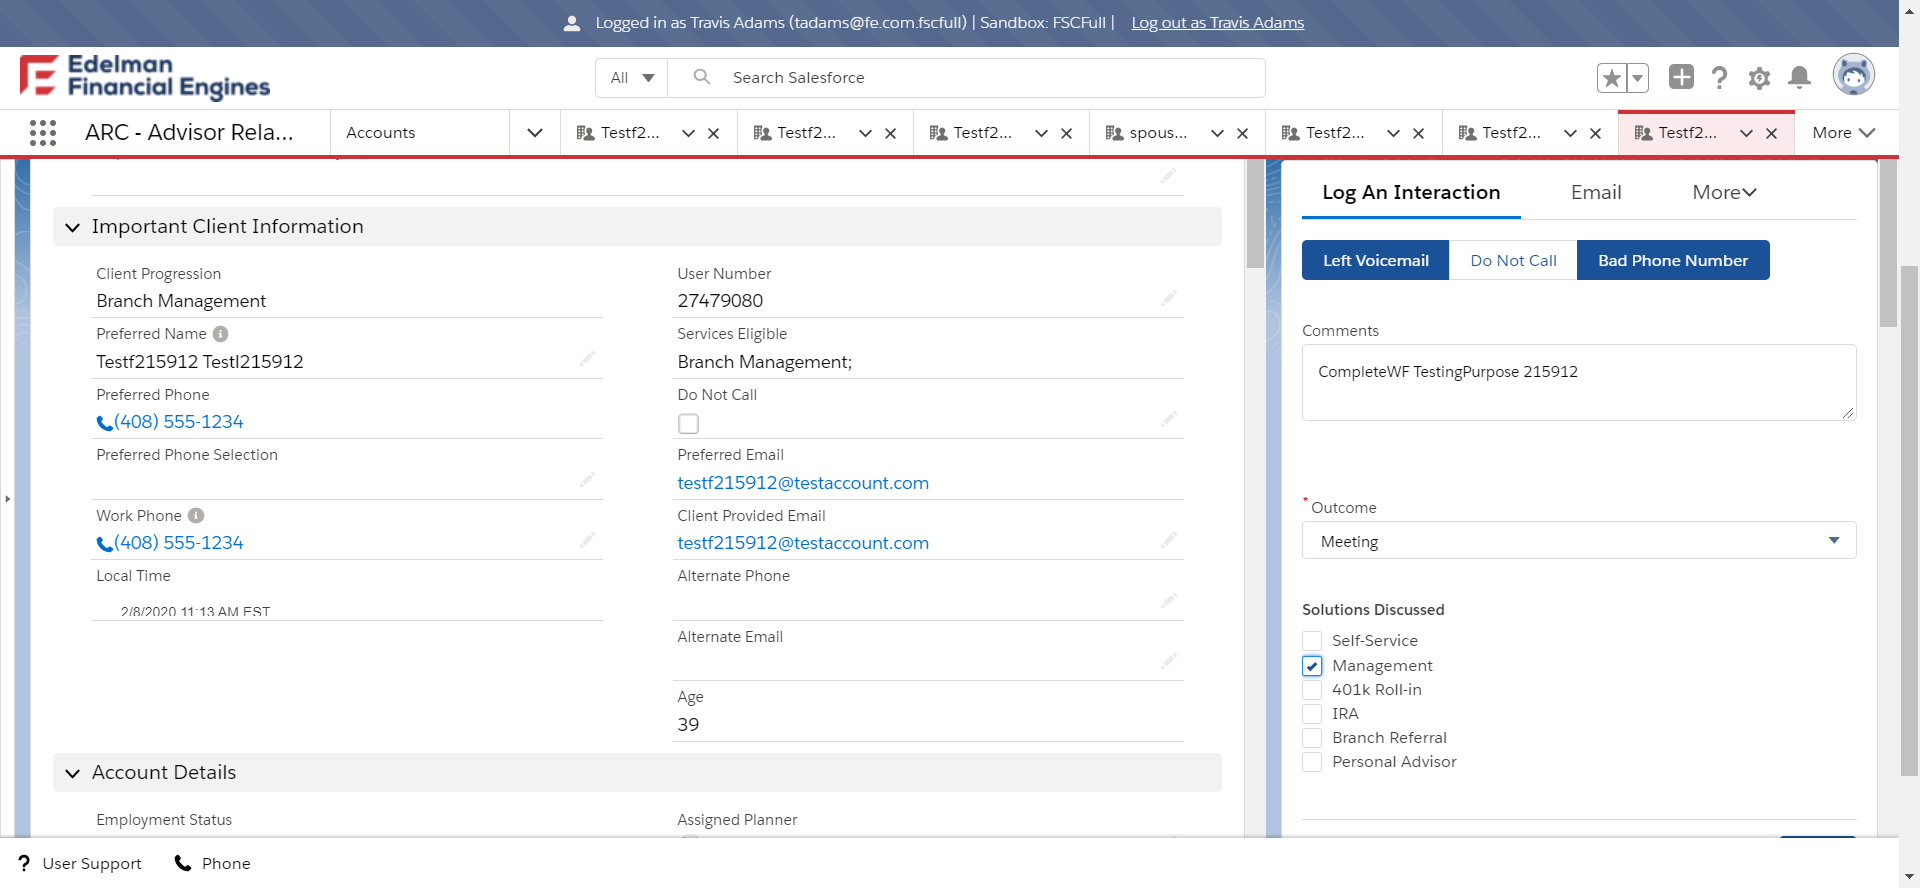 Logged in as Travis Adams (tadams@fe.com.fscfull) | Sandbox: FSCFull | Log out as Travis Adams
Edelman
Financial Engines
All
Search Salesforce
ARC - Advisor Rela...
Accounts
Testf2...
Testf2...
Testf2...
spous...
Testf2...
Testf2...
Testf2...
More
Important Client Information
Client Progression
Branch Management
User Number
27479080
Preferred Name
Testf215912 Testl215912
Services Eligible
Branch Management;
Preferred Phone
(408) 555-1234
Do Not Call
Preferred Phone Selection
Preferred Email
testf215912@testaccount.com
Work Phone
(408) 555-1234
Client Provided Email
testf215912@testaccount.com
Local Time
2/8/2020 11:13 AM EST
Alternate Phone
Alternate Email
Age
39
Account Details
Employment Status
Assigned Planner
Log An Interaction
Email
More
Left Voicemail
Do Not Call
Bad Phone Number
Comments
CompleteWF TestingPurpose 215912
* Outcome
Meeting
Solutions Discussed
Self-Service
Management
401k Roll-in
IRA
Branch Referral
Personal Advisor
? User Support
Phone